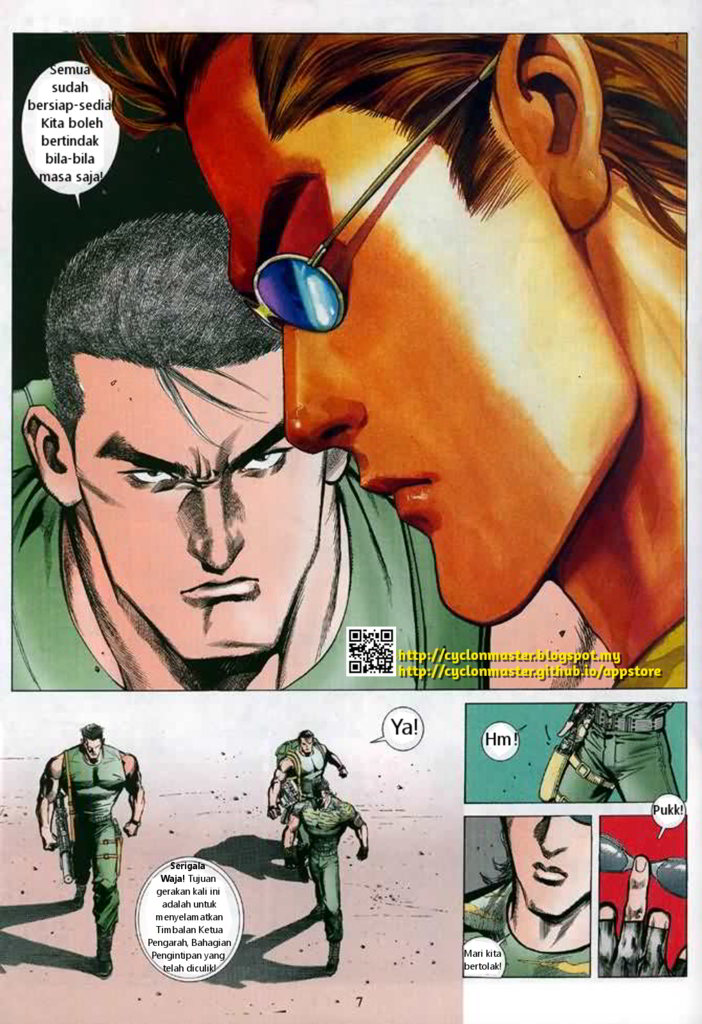 Semua
sudah
bersiap-sedia!
Kita boleh
bertindak
bila-bila
masa saja!
http://cyclonmaster.blogspot.my
http://cyclonmaster.github.io/appstore
Ya!
Serigala
Waja! Tujuan
gerakan kali ini
adalah untuk
menyelamatkan
Timbalan Ketua
Pengarah, Bahagian
Pengintipan yang
telah diculik!
Hm!
Pukk!
Mari kita
bertolak!
7